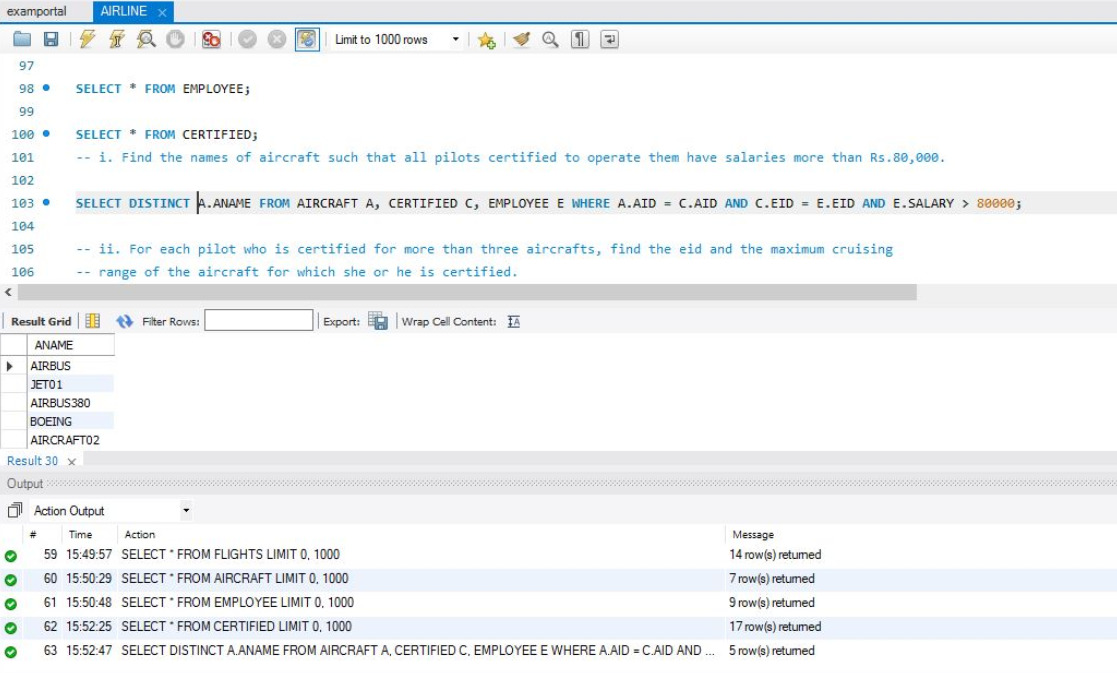 examportal AIRLINE
Limit to 1000 rows
97
98 SELECT * FROM EMPLOYEE;
99
100 SELECT * FROM CERTIFIED;
101 -- i. Find the names of aircraft such that all pilots certified to operate them have salaries more than Rs.80,000.
102
103 SELECT DISTINCT A.ANAME FROM AIRCRAFT A, CERTIFIED C, EMPLOYEE E WHERE A.AID = C.AID AND C.EID = E.EID AND E.SALARY > 80000;
104
105 -- ii. For each pilot who is certified for more than three aircrafts, find the eid and the maximum cruising
106 -- range of the aircraft for which she or he is certified.
Result Grid Filter Rows: Export: Wrap Cell Content:
ANAME
AIRBUS
JET01
AIRBUS380
BOEING
AIRCRAFT02
Result 30
Output
Action Output
# Time Action Message
59 15:49:57 SELECT * FROM FLIGHTS LIMIT 0, 1000 14 row(s) returned
60 15:50:29 SELECT * FROM AIRCRAFT LIMIT 0, 1000 7 row(s) returned
61 15:50:48 SELECT * FROM EMPLOYEE LIMIT 0, 1000 9 row(s) returned
62 15:52:25 SELECT * FROM CERTIFIED LIMIT 0, 1000 17 row(s) returned
63 15:52:47 SELECT DISTINCT A.ANAME FROM AIRCRAFT A, CERTIFIED C, EMPLOYEE E WHERE A.AID = C.AID AND ... 5 row(s) returned